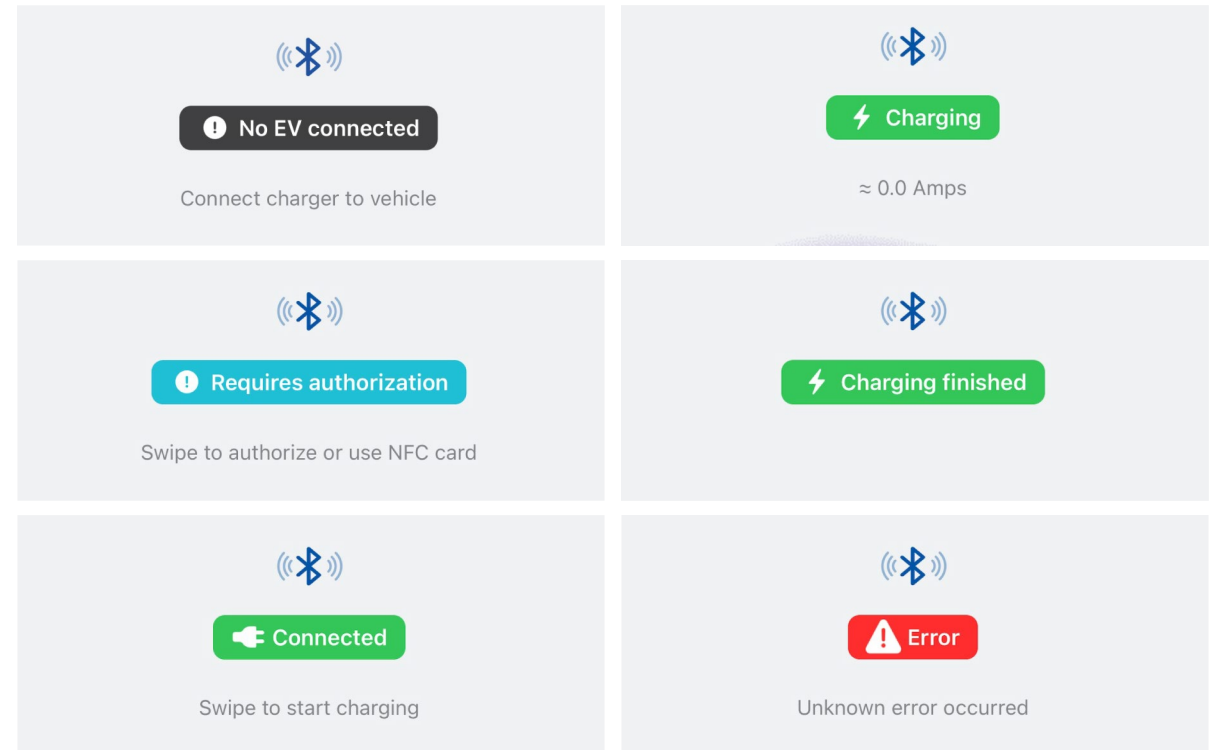 No EV connected
Connect charger to vehicle
Charging
≈ 0.0 Amps
Requires authorization
Swipe to authorize or use NFC card
Charging finished
Connected
Swipe to start charging
Error
Unknown error occurred